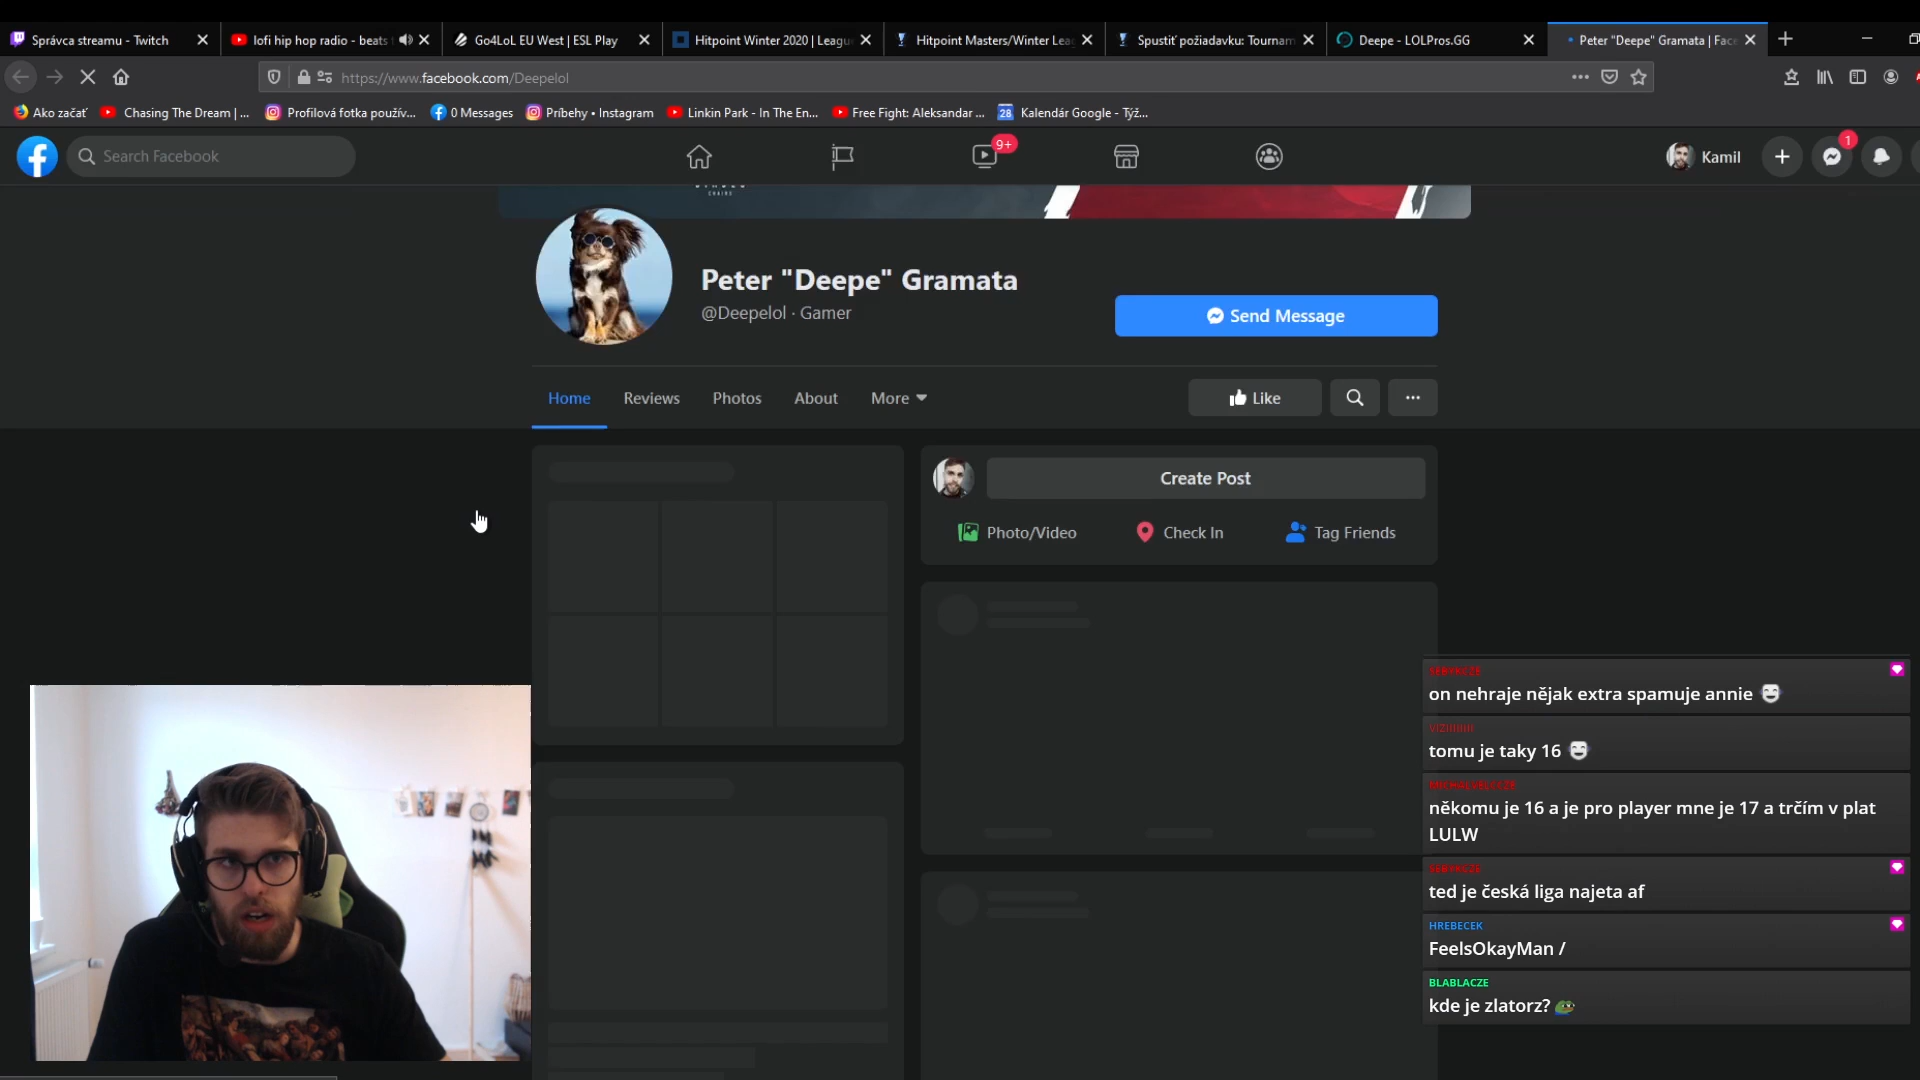 Správca streamu - Twitch
lofi hip hop radio - beats
Go4LoL EU West | ESL Play
Hitpoint Winter 2020 | Leagu
Hitpoint Masters/Winter Lea
Spustiť požiadavku: Tournam
Deepe - LOLPros.GG
Peter "Deepe" Gramata | Fac
https://www.facebook.com/Deepelol
Ako začať
Chasing The Dream | ...
Profilová fotka použív...
0 Messages
Príbehy • Instagram
Linkin Park - In The En...
Free Fight: Aleksandar ...
28
Kalendár Google - Týž...
Search Facebook
9+
Kamil
1
CHAIRS
Peter "Deepe" Gramata
@Deepelol · Gamer
Send Message
Home
Reviews
Photos
About
More
Like
Create Post
Photo/Video
Check In
Tag Friends
on nehraje nějak extra spamuje annie
tomu je taky 16
někomu je 16 a je pro player mne je 17 a trčím v plat
LULW
ted je česká liga najeta af
HREBECEK
FeelsOkayMan /
BLABLACZE
kde je zlatorz?